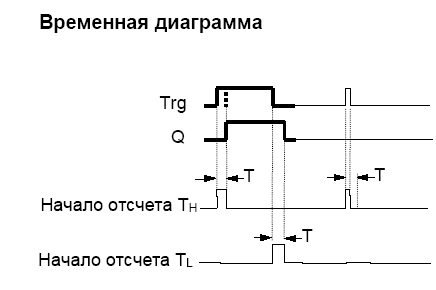 Временная диаграмма
Trg
Q
T
T
Начало отсчета TH
T
Начало отсчета TL